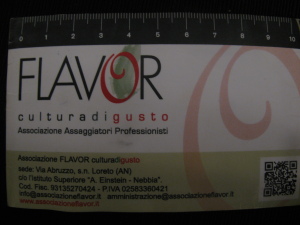 0 1 2 3 4 5 6 7 8 9 10
FLAVOR
culturadigusto
Associazione Assaggiatori Professionisti
Associazione FLAVOR culturadigusto
sede: Via Abruzzo, s.n. Loreto (AN)
c/o l'Istituto Superiore "A. Einstein - Nebbia".
Cod. Fisc. 93135270424 - P.IVA 02583360421
info@associazioneflavor.it amministrazione@associazioneflavor.it
www.associazioneflavor.it